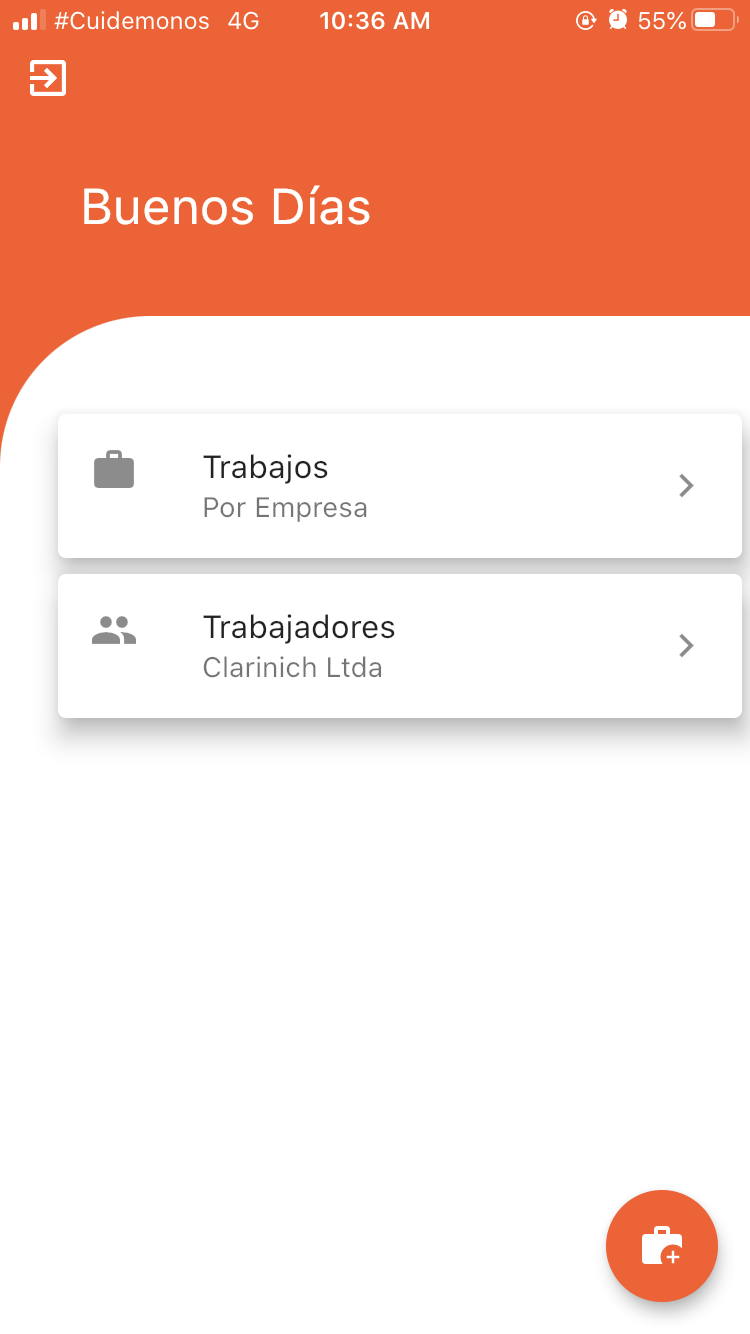 #Cuidemonos 4G 10:36 AM 55%
Buenos Días
Trabajos
Por Empresa
Trabajadores
Clarinich Ltda